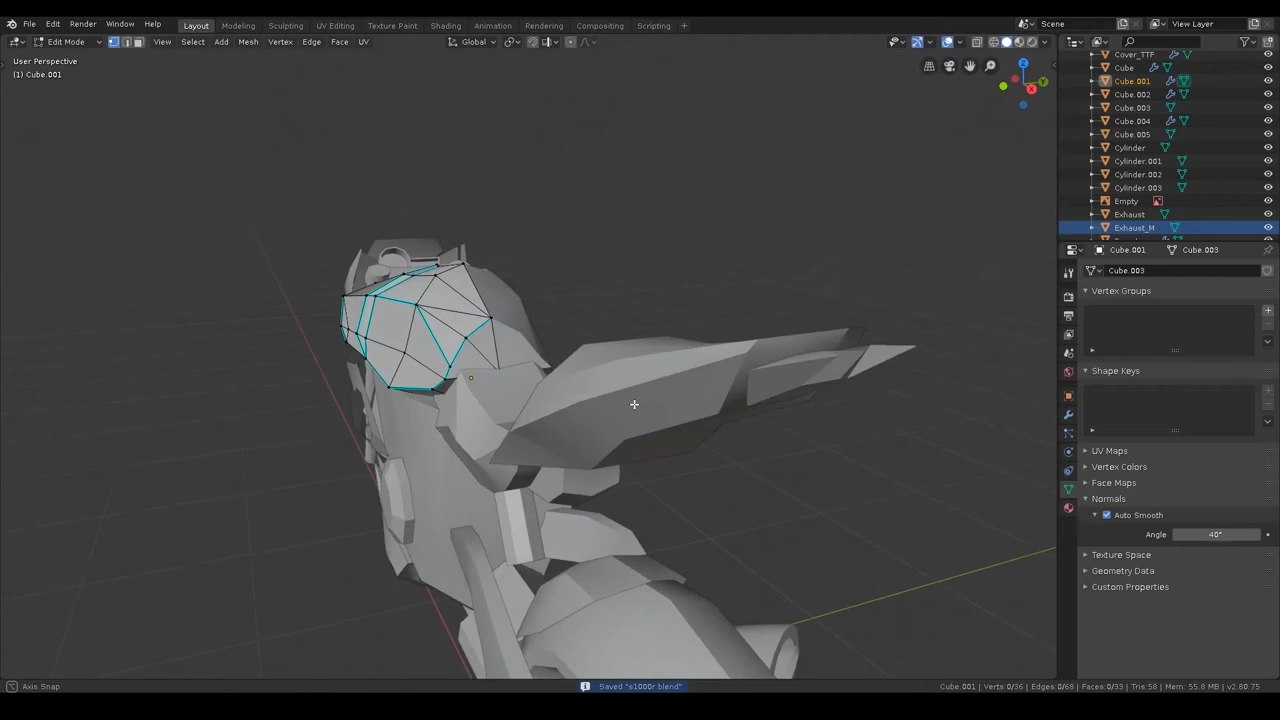 File Edit Render Window Help Layout Modeling Sculpting UV Editing Texture Paint Shading Animation Rendering Compositing Scripting + Scene View Layer
Edit Mode View Select Add Mesh Vertex Edge Face UV Global
User Perspective
(1) Cube.001
Z
Y
X
Cover_TTF
Cube
Cube.001
Cube.002
Cube.003
Cube.004
Cube.005
Cylinder
Cylinder.001
Cylinder.002
Cylinder.003
Empty
Exhaust
Exhaust_M
Cube.001 Cube.003
Cube.003
Vertex Groups
Shape Keys
UV Maps
Vertex Colors
Face Maps
Normals
Auto Smooth
Angle 40°
Texture Space
Geometry Data
Custom Properties
Axis Snap Saved "s1000r.blend" Cube.001 | Verts:0/36 | Edges:0/68 | Faces:0/33 | Tris:58 | Mem: 55.8 MB | v2.80.75